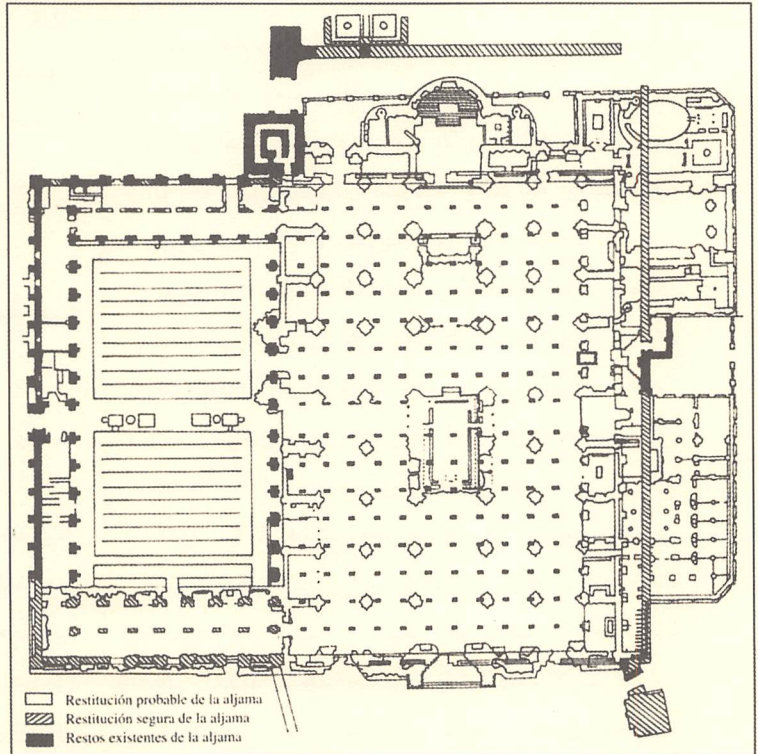 Restitución probable de la aljama
Restitución segura de la aljama
Restos existentes de la aljama